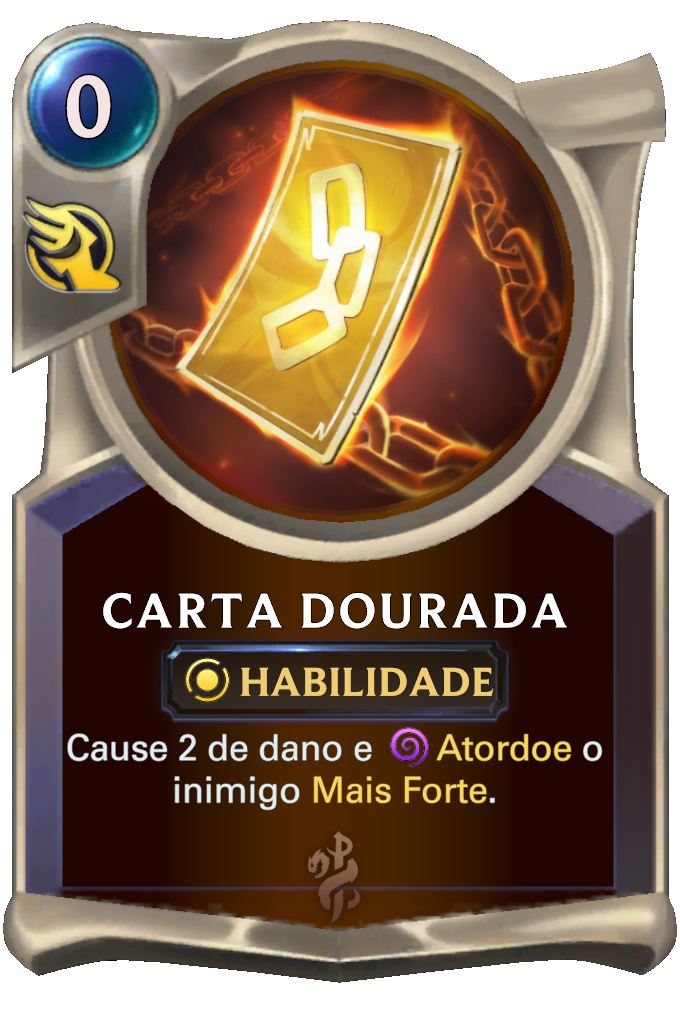 0
CARTA DOURADA
HABILIDADE
Cause 2 de dano e Atordoe o
inimigo Mais Forte.